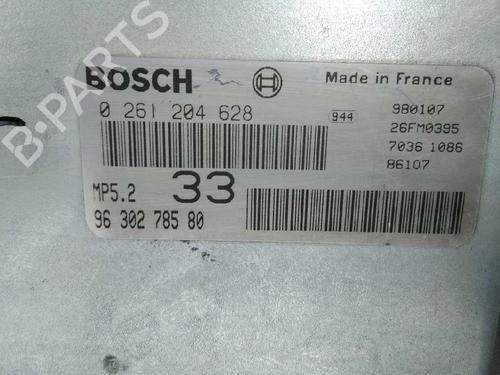 BOSCH
Made in France
0 261 204 628
944
980107
26FM0395
7036 1086
86107
MP5.2
33
96 302 785 80
B-PARTS